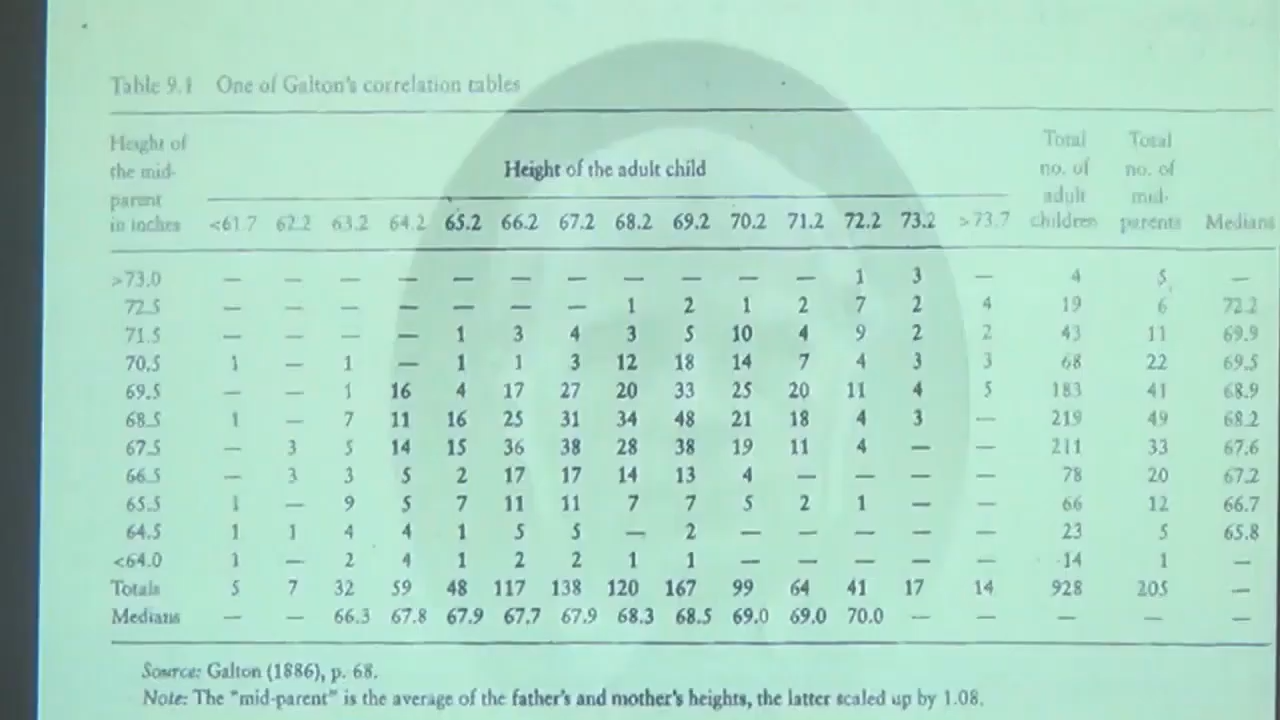 Table 9.1 One of Galton's correlation tables
Height of the mid-parent in inches Height of the adult child Total no. of adult children Total no. of mid-parents Medians
<61.7 62.2 63.2 64.2 65.2 66.2 67.2 68.2 69.2 70.2 71.2 72.2 73.2 >73.7
>73.0 — — — — — — — — — — — 1 3 — 4 5 —
72.5 — — — — — — — 1 2 1 2 7 2 4 19 6 72.2
71.5 — — — — 1 3 4 3 5 10 4 9 2 2 43 11 69.9
70.5 1 — 1 — 1 1 3 12 18 14 7 4 3 3 68 22 69.5
69.5 — — 1 16 4 17 27 20 33 25 20 11 4 5 183 41 68.9
68.5 1 — 7 11 16 25 31 34 48 21 18 4 3 — 219 49 68.2
67.5 — 3 5 14 15 36 38 28 38 19 11 4 — — 211 33 67.6
66.5 — 3 3 5 2 17 17 14 13 4 — — — — 78 20 67.2
65.5 1 — 9 5 7 11 11 7 7 5 2 1 — — 66 12 66.7
64.5 1 1 4 4 1 5 5 — 2 — — — — — 23 5 65.8
<64.0 1 — 2 4 1 2 2 1 1 — — — — — 14 1 —
Totals 5 7 32 59 48 117 138 120 167 99 64 41 17 14 928 205 —
Medians — — 66.3 67.8 67.9 67.7 67.9 68.3 68.5 69.0 69.0 70.0 — — — — —
Source: Galton (1886), p. 68.
Note: The "mid-parent" is the average of the father's and mother's heights, the latter scaled up by 1.08.